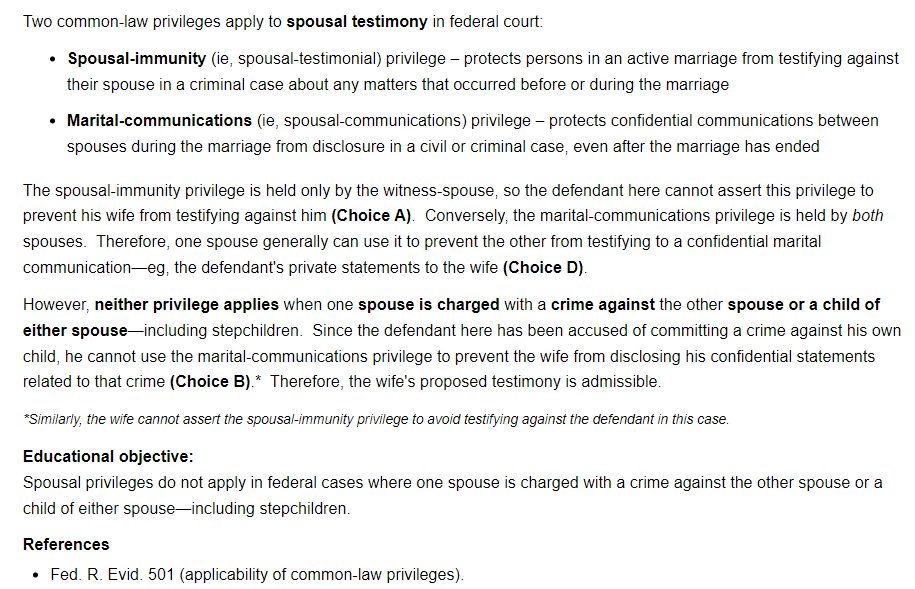 Two common-law privileges apply to spousal testimony in federal court:
• Spousal-immunity (ie, spousal-testimonial) privilege – protects persons in an active marriage from testifying against
their spouse in a criminal case about any matters that occurred before or during the marriage
• Marital-communications (ie, spousal-communications) privilege – protects confidential communications between
spouses during the marriage from disclosure in a civil or criminal case, even after the marriage has ended
The spousal-immunity privilege is held only by the witness-spouse, so the defendant here cannot assert this privilege to
prevent his wife from testifying against him (Choice A).  Conversely, the marital-communications privilege is held by both
spouses.  Therefore, one spouse generally can use it to prevent the other from testifying to a confidential marital
communication—eg, the defendant's private statements to the wife (Choice D).
However, neither privilege applies when one spouse is charged with a crime against the other spouse or a child of
either spouse—including stepchildren.  Since the defendant here has been accused of committing a crime against his own
child, he cannot use the marital-communications privilege to prevent the wife from disclosing his confidential statements
related to that crime (Choice B).*  Therefore, the wife's proposed testimony is admissible.
*Similarly, the wife cannot assert the spousal-immunity privilege to avoid testifying against the defendant in this case.
Educational objective:
Spousal privileges do not apply in federal cases where one spouse is charged with a crime against the other spouse or a
child of either spouse—including stepchildren.
References
• Fed. R. Evid. 501 (applicability of common-law privileges).